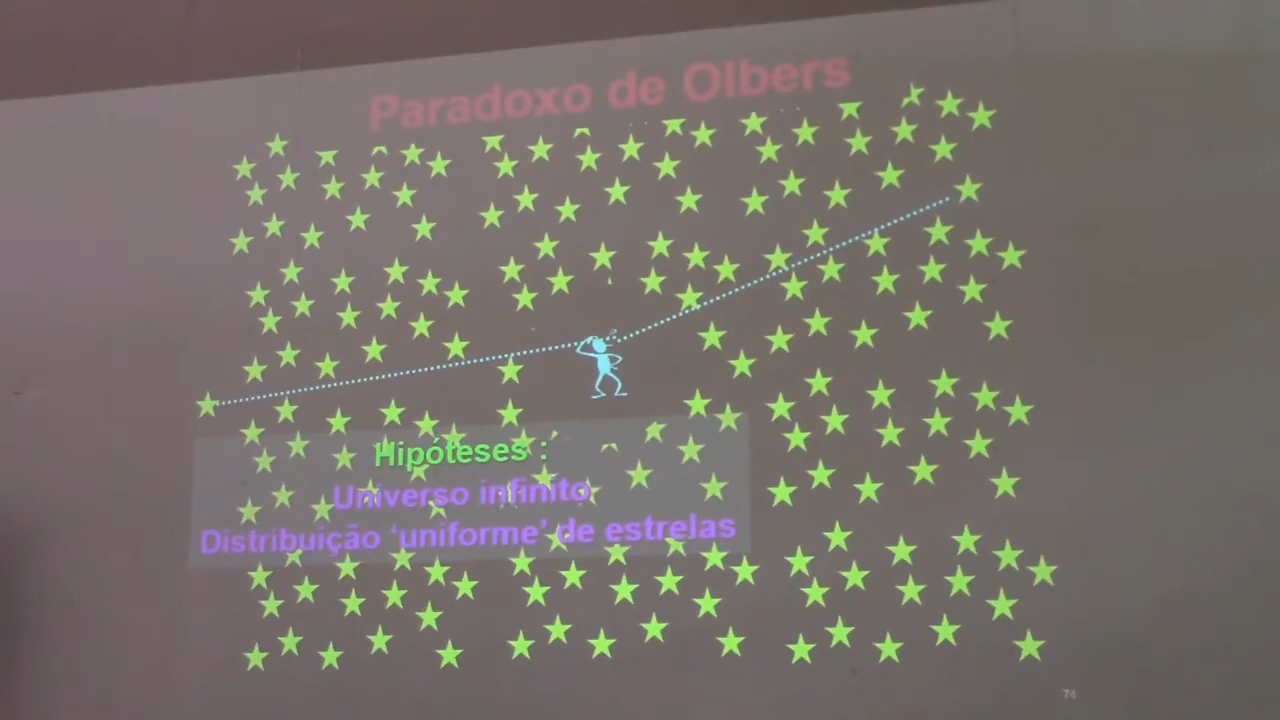 Paradoxo de Olbers
Hipóteses :
Universo infinito
Distribuição ‘uniforme’ de estrelas
74